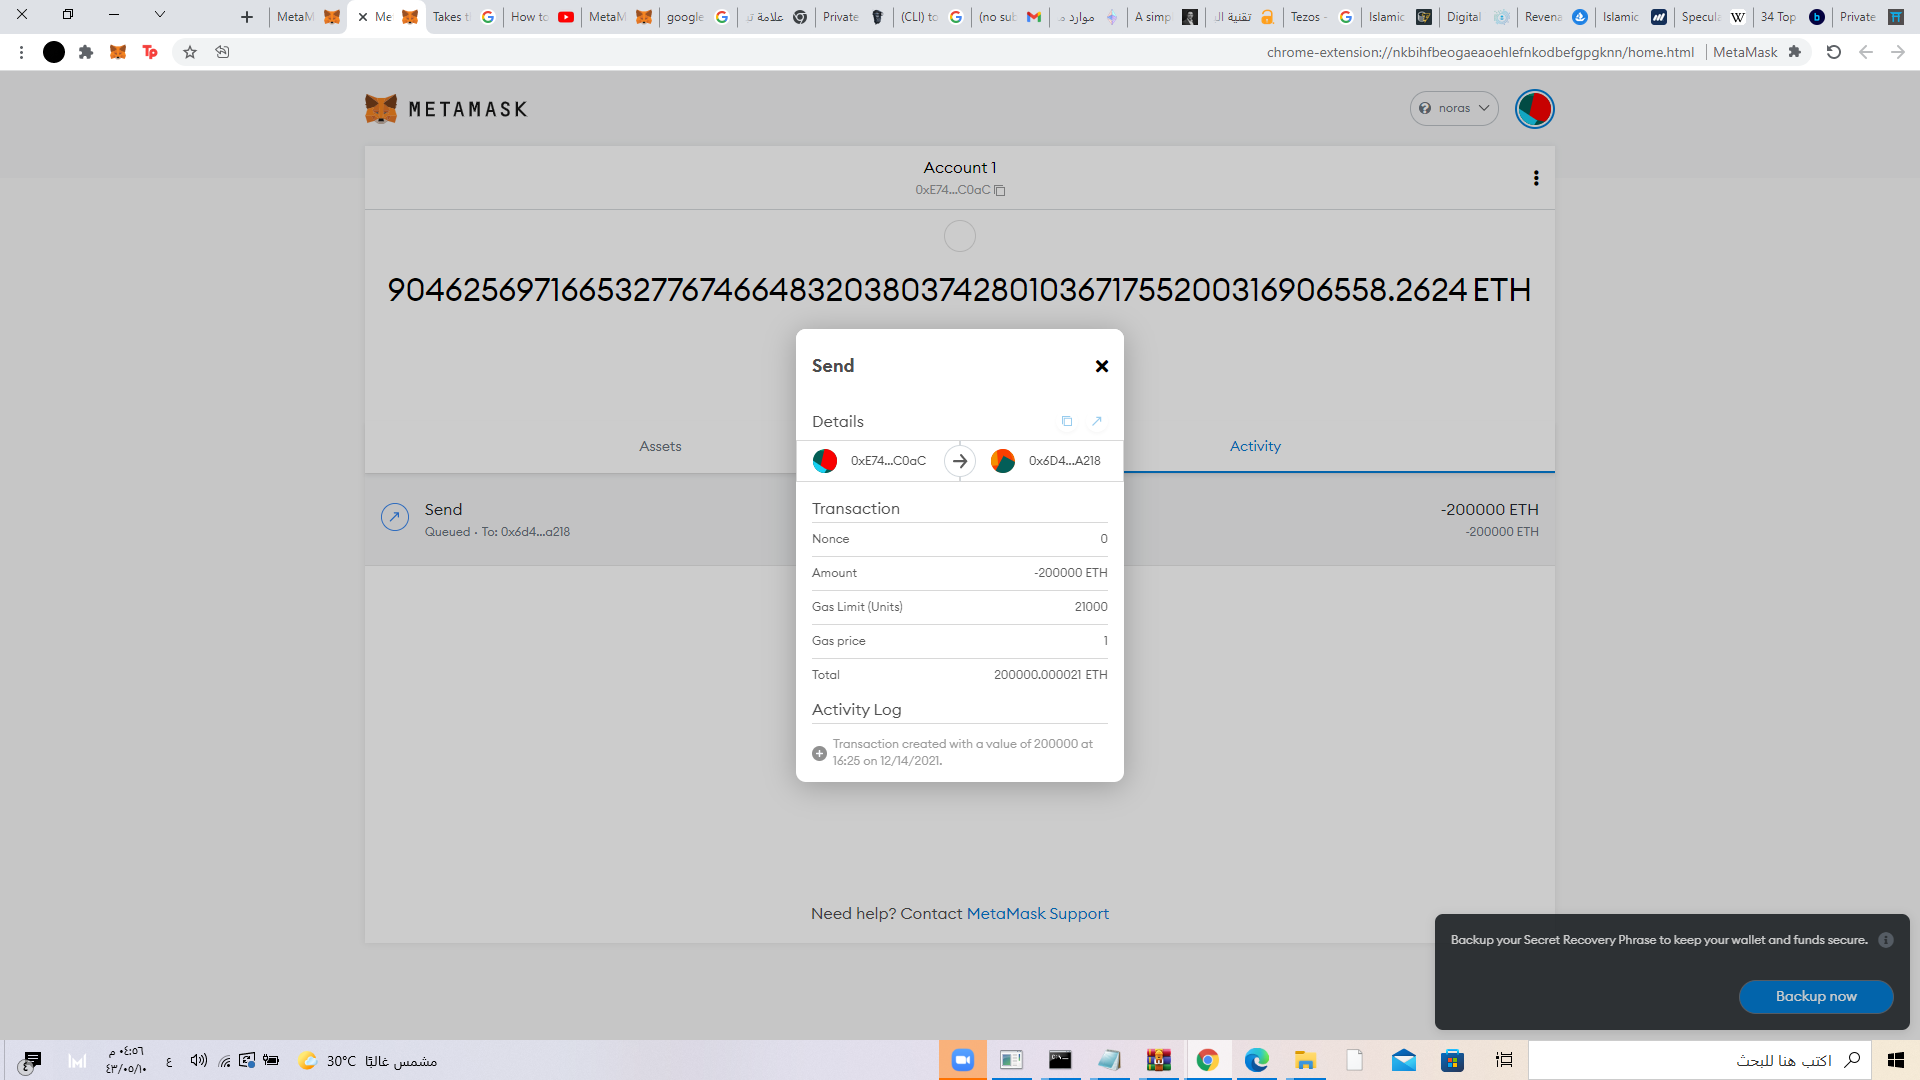 MetaM
Me
Takes ti
How to
MetaM
google
علامة تـ
Private
(CLI) to
(no sub
موارد مـ
A simp
تقنية الـ
Tezos -
Islamic
Digital
Revena
Islamic
Specula
34 Top
Private
chrome-extension://nkbihfbeogaeaoehlefnkodbefgpgknn/home.html
MetaMask
METAMASK
noras
Account 1
0xE74...C0aC
904625697166532776746648320380374280103671755200316906558.2624 ETH
Assets
Activity
Send
Queued · To: 0x6d4...a218
-200000 ETH
-200000 ETH
Send
Details
0xE74...C0aC
0x6D4...A218
Transaction
Nonce 0
Amount -200000 ETH
Gas Limit (Units) 21000
Gas price 1
Total 200000.000021 ETH
Activity Log
Transaction created with a value of 200000 at
16:25 on 12/14/2021.
Need help? Contact MetaMask Support
Backup your Secret Recovery Phrase to keep your wallet and funds secure.
Backup now
٠٤:٥٦ م
٤٣/٠٥/١٠
ع
30°C مشمس غالبًا
اكتب هنا للبحث